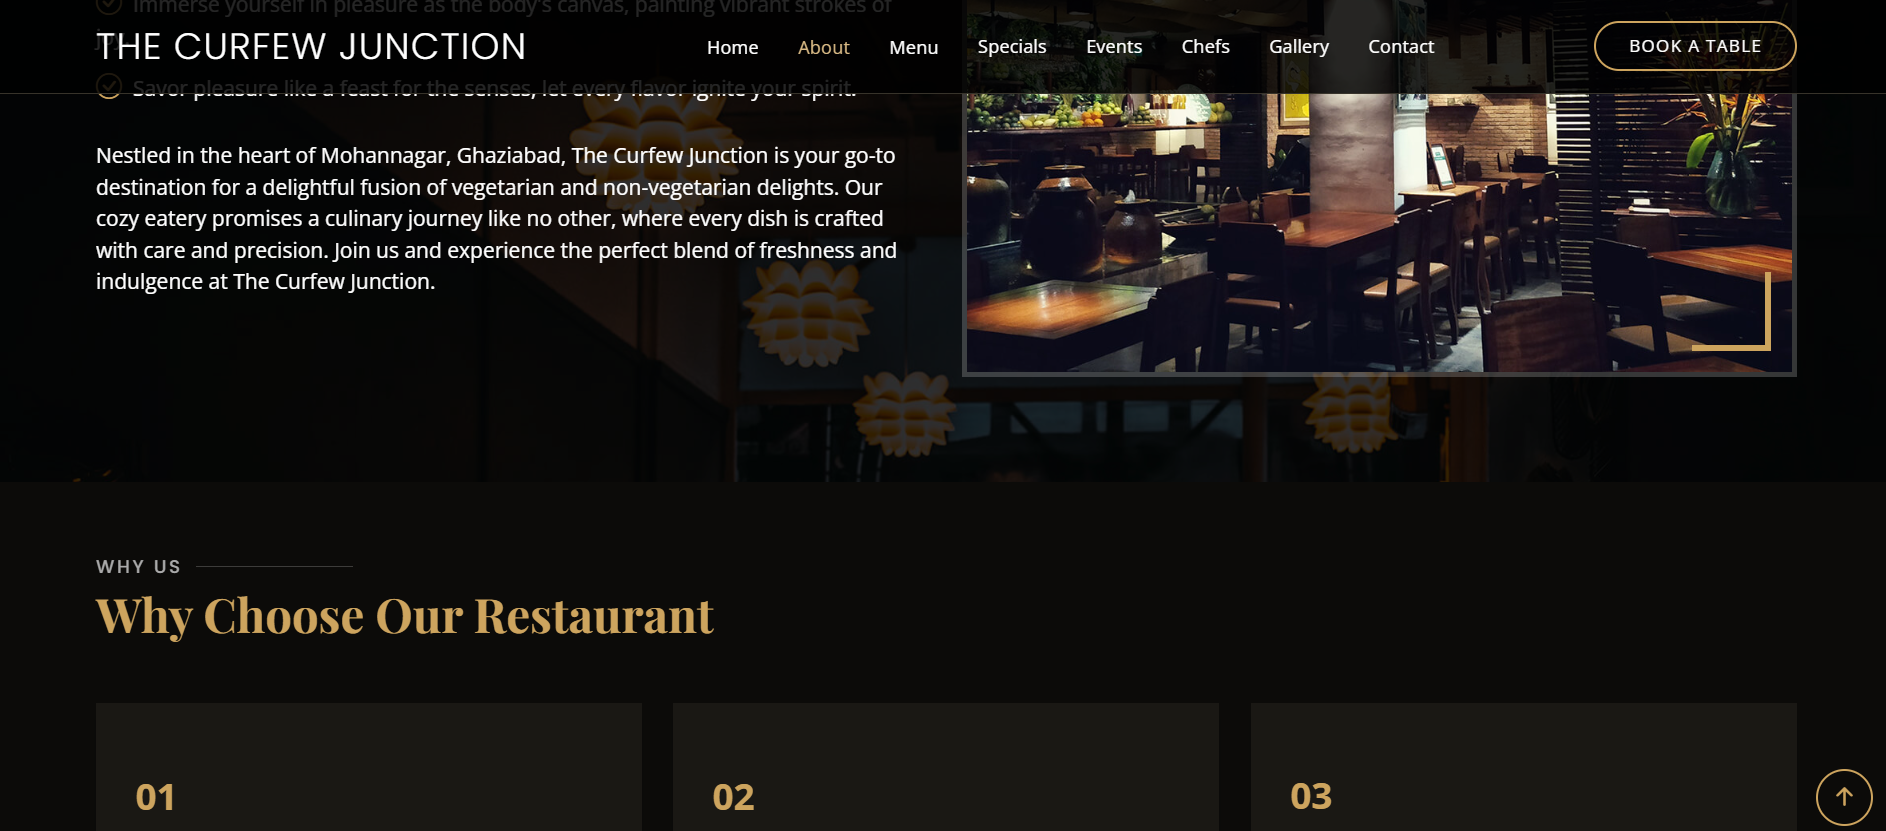 Immerse yourself in pleasure as the body's canvas, painting vibrant strokes of
THE CURFEW JUNCTION
Home
About
Menu
Specials
Events
Chefs
Gallery
Contact
BOOK A TABLE
Savor pleasure like a feast for the senses, let every flavor ignite your spirit.
Nestled in the heart of Mohannagar, Ghaziabad, The Curfew Junction is your go-to
destination for a delightful fusion of vegetarian and non-vegetarian delights. Our
cozy eatery promises a culinary journey like no other, where every dish is crafted
with care and precision. Join us and experience the perfect blend of freshness and
indulgence at The Curfew Junction.
WHY US
Why Choose Our Restaurant
01
02
03